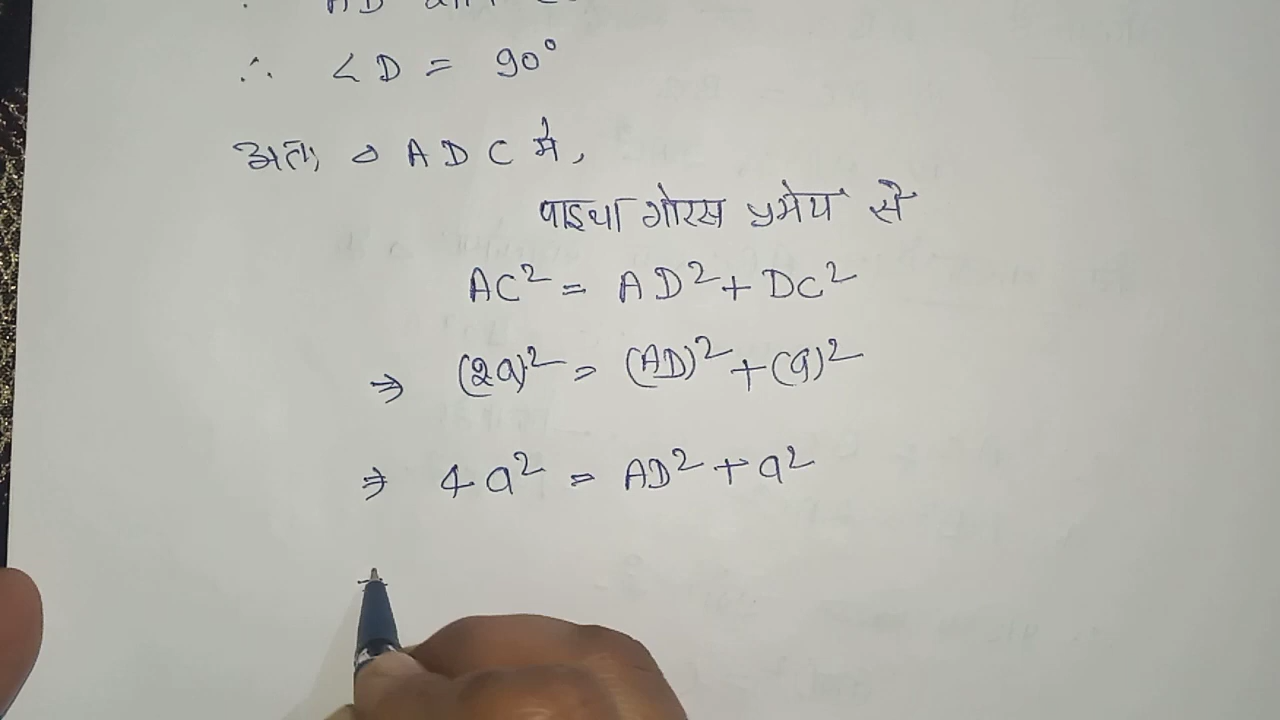 ∴ ∠D = 90°
अतः △ ADC में,
पाइथागोरस प्रमेय से
AC² = AD² + DC²
⇒ (2a)² = (AD)² + (a)²
⇒ 4a² = AD² + a²